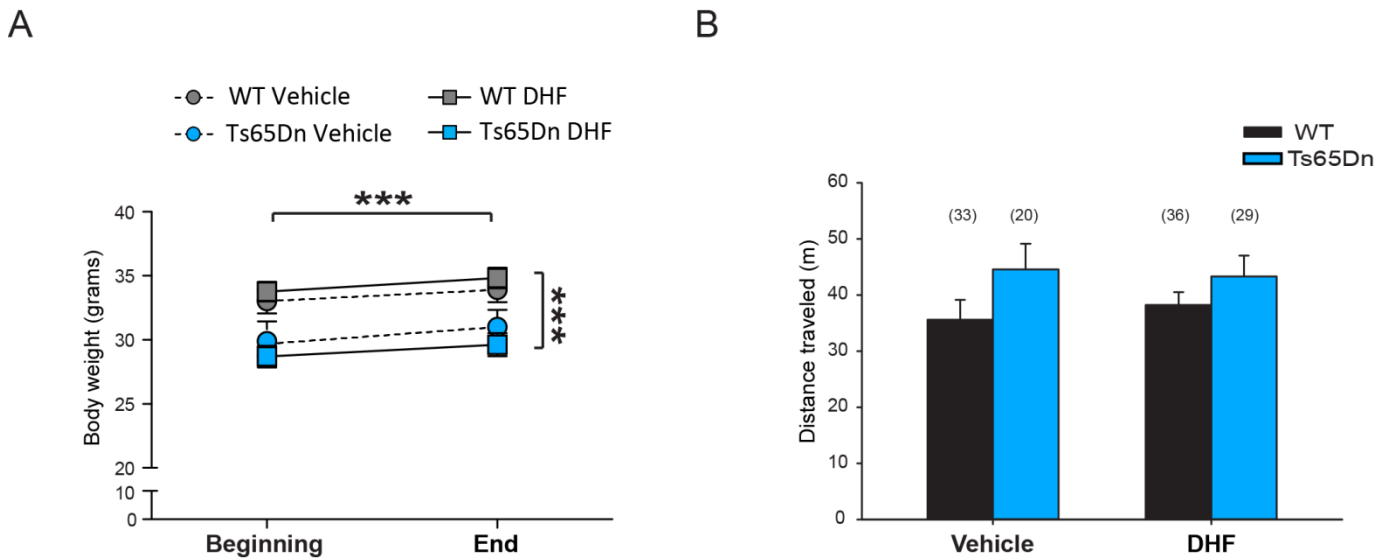 A
WT Vehicle
WT DHF
Ts65Dn Vehicle
Ts65Dn DHF
***
***
Body weight (grams)
40
35
30
25
20
10
0
Beginning
End
B
WT
Ts65Dn
Distance traveled (m)
60
50
40
30
20
10
0
(33)
(20)
(36)
(29)
Vehicle
DHF